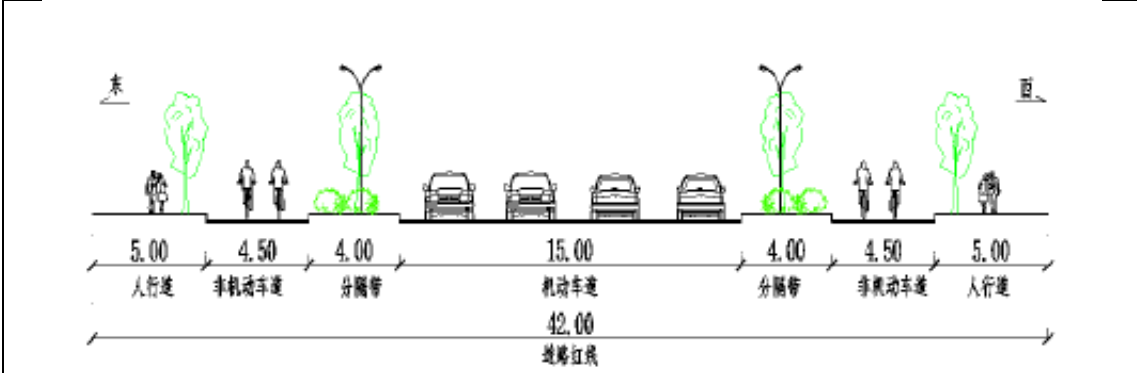 东 西
5.00 4.50 4.00 15.00 4.00 4.50 5.00
人行道 非机动车道 分隔带 机动车道 分隔带 非机动车道 人行道
42.00
道路红线